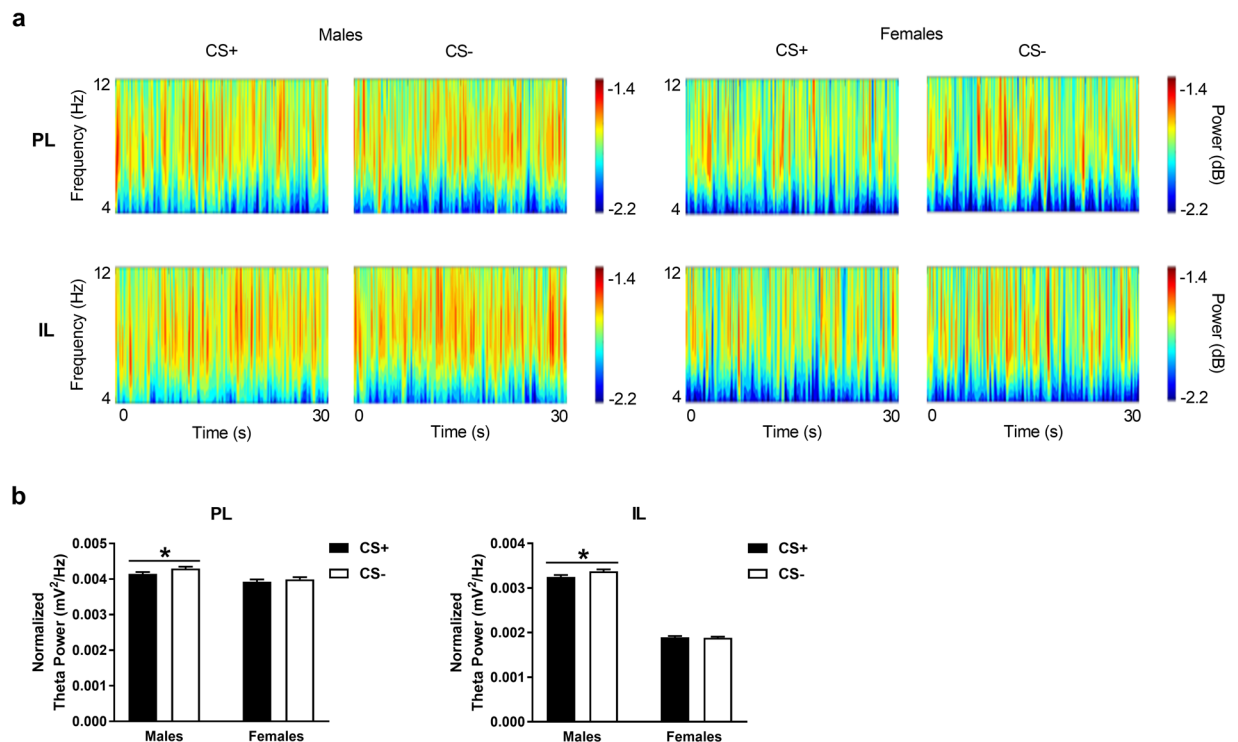 a
Males
Females
CS+
CS-
CS+
CS-
PL
Frequency (Hz)
12
4
-1.4
-2.2
12
4
-1.4
-2.2
Power (dB)
IL
Frequency (Hz)
12
4
-1.4
-2.2
12
4
-1.4
-2.2
Power (dB)
0
30
0
30
0
30
0
30
Time (s)
Time (s)
Time (s)
Time (s)
b
PL
Normalized
Theta Power (mV²/Hz)
0.005
0.004
0.003
0.002
0.001
0.000
*
Males
Females
CS+
CS-
IL
Normalized
Theta Power (mV²/Hz)
0.004
0.003
0.002
0.001
0.000
*
Males
Females
CS+
CS-